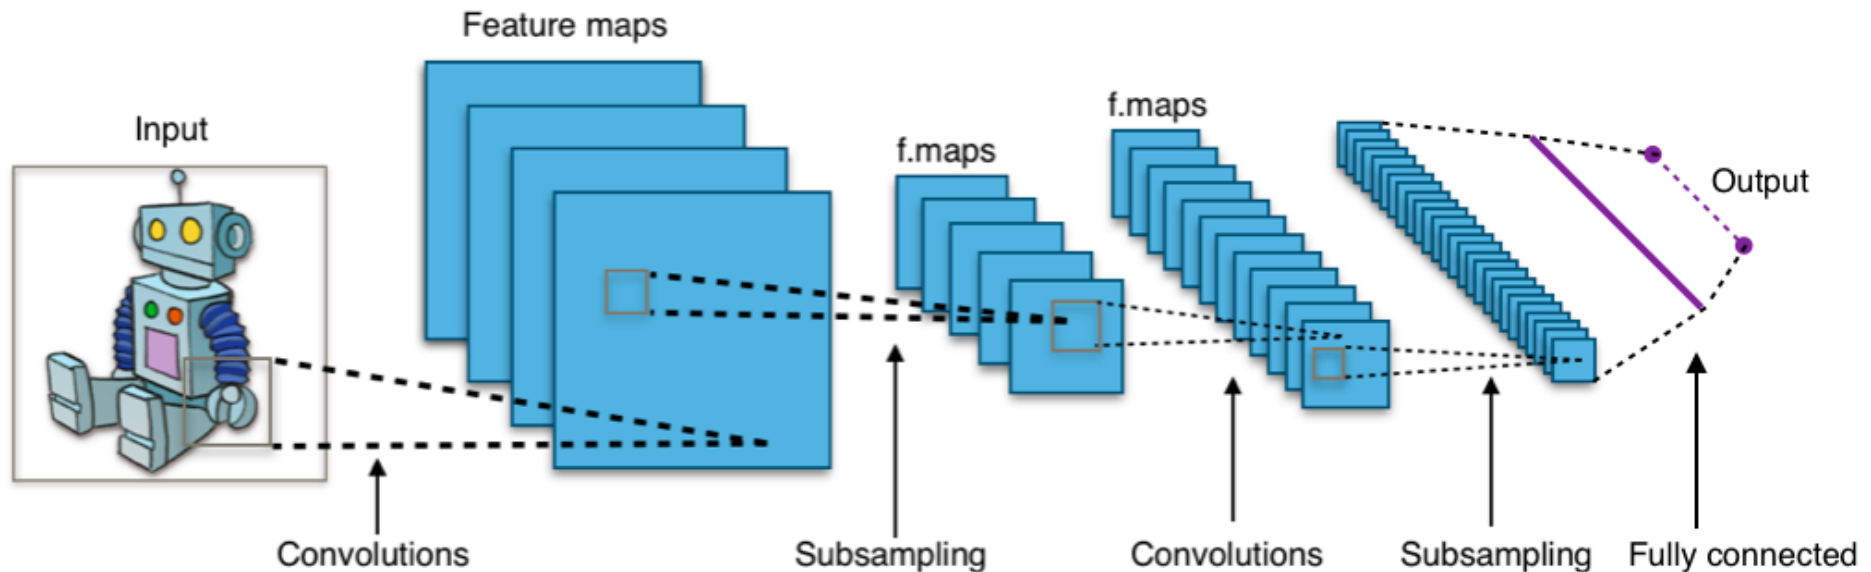 Feature maps
Input
f.maps
f.maps
Output
Convolutions
Subsampling
Convolutions
Subsampling
Fully connected